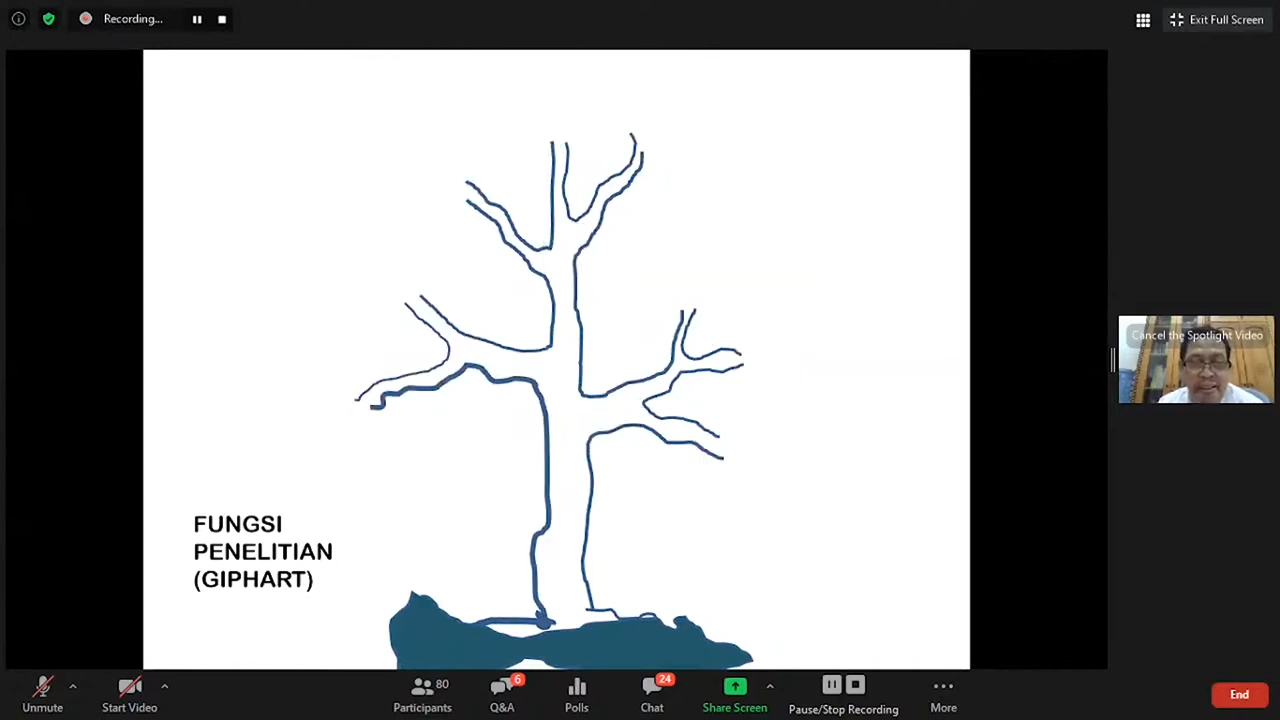 Recording...
Exit Full Screen
Cancel the Spotlight Video
FUNGSI
PENELITIAN
(GIPHART)
Unmute
Start Video
80
Participants
6
Q&A
Polls
24
Chat
Share Screen
Pause/Stop Recording
More
End